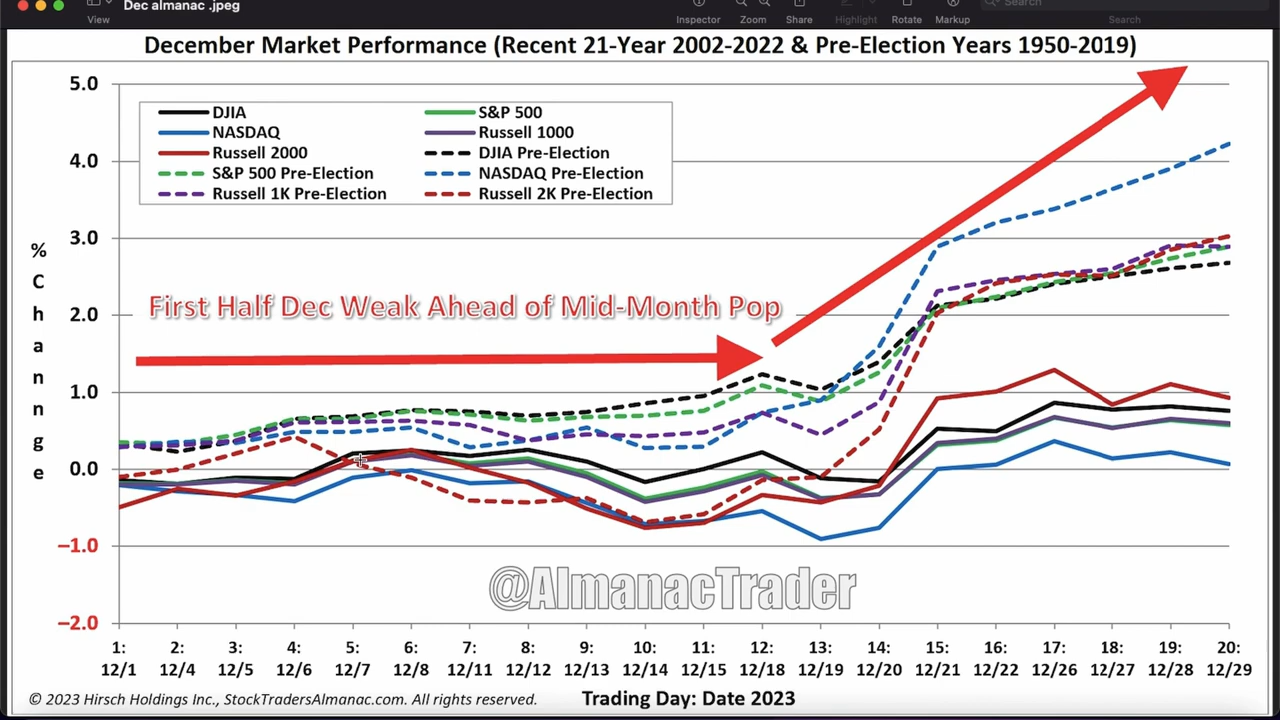 Dec almanac .jpeg
View
Inspector
Zoom
Share
Highlight
Rotate
Markup
Search
Search
December Market Performance (Recent 21-Year 2002-2022 & Pre-Election Years 1950-2019)
5.0
4.0
3.0
2.0
1.0
0.0
–1.0
–2.0
% Change
DJIA
S&P 500
NASDAQ
Russell 1000
Russell 2000
DJIA Pre-Election
S&P 500 Pre-Election
NASDAQ Pre-Election
Russell 1K Pre-Election
Russell 2K Pre-Election
First Half Dec Weak Ahead of Mid-Month Pop
@AlmanacTrader
1: 2: 3: 4: 5: 6: 7: 8: 9: 10: 11: 12: 13: 14: 15: 16: 17: 18: 19: 20:
12/1 12/4 12/5 12/6 12/7 12/8 12/11 12/12 12/13 12/14 12/15 12/18 12/19 12/20 12/21 12/22 12/26 12/27 12/28 12/29
© 2023 Hirsch Holdings Inc., StockTradersAlmanac.com. All rights reserved.
Trading Day: Date 2023